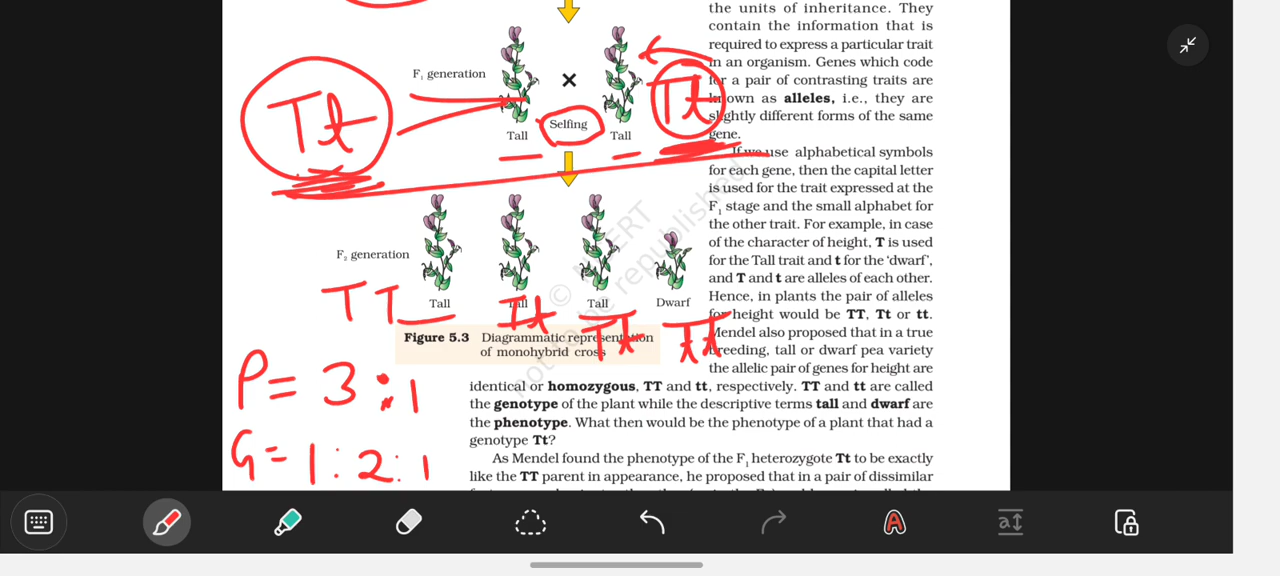 the units of inheritance. They
contain the information that is
required to express a particular trait
in an organism. Genes which code
for a pair of contrasting traits are
known as alleles, i.e., they are
slightly different forms of the same
gene.
If we use alphabetical symbols
for each gene, then the capital letter
is used for the trait expressed at the
F₁ stage and the small alphabet for
the other trait. For example, in case
of the character of height, T is used
for the Tall trait and t for the ‘dwarf’,
and T and t are alleles of each other.
Hence, in plants the pair of alleles
for height would be TT, Tt or tt.
Mendel also proposed that in a true
breeding, tall or dwarf pea variety
the allelic pair of genes for height are
identical or homozygous, TT and tt, respectively. TT and tt are called
the genotype of the plant while the descriptive terms tall and dwarf are
the phenotype. What then would be the phenotype of a plant that had a
genotype Tt?
As Mendel found the phenotype of the F₁ heterozygote Tt to be exactly
like the TT parent in appearance, he proposed that in a pair of dissimilar
F₁ generation
×
Selfing
Tall
Tall
Tt
Tt
F₂ generation
Tall
Tall
Tall
Dwarf
TT
Tt
Tt
tt
Figure 5.3 Diagrammatic representation
of monohybrid cross
P = 3 : 1
G = 1 : 2 : 1
© NCERT
not to be republished
A
a